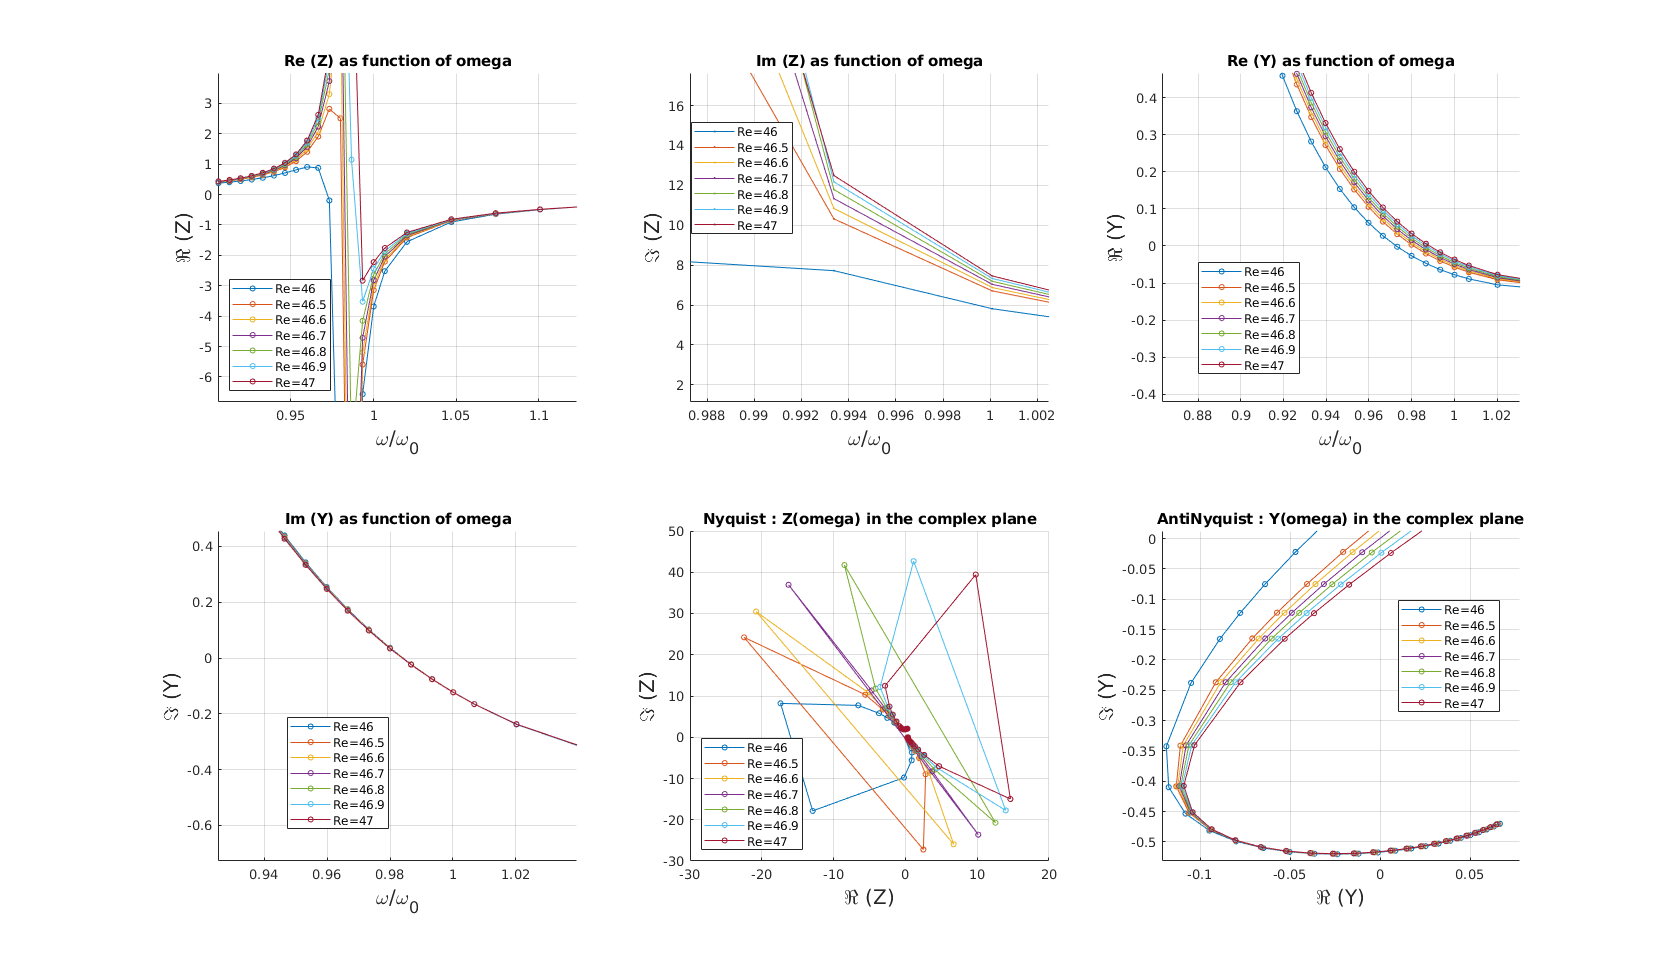 Re (Z) as function of omega
3
2
1
0
-1
-2
-3
-4
-5
-6
ℜ (Z)
Re=46
Re=46.5
Re=46.6
Re=46.7
Re=46.8
Re=46.9
Re=47
0.95 1 1.05 1.1
ω/ω0
Im (Z) as function of omega
16
14
12
10
8
6
4
2
ℑ (Z)
Re=46
Re=46.5
Re=46.6
Re=46.7
Re=46.8
Re=46.9
Re=47
0.988 0.99 0.992 0.994 0.996 0.998 1 1.002
ω/ω0
Re (Y) as function of omega
0.4
0.3
0.2
0.1
0
-0.1
-0.2
-0.3
-0.4
ℜ (Y)
Re=46
Re=46.5
Re=46.6
Re=46.7
Re=46.8
Re=46.9
Re=47
0.88 0.9 0.92 0.94 0.96 0.98 1 1.02
ω/ω0
Im (Y) as function of omega
0.4
0.2
0
-0.2
-0.4
-0.6
ℑ (Y)
Re=46
Re=46.5
Re=46.6
Re=46.7
Re=46.8
Re=46.9
Re=47
0.94 0.96 0.98 1 1.02
ω/ω0
Nyquist : Z(omega) in the complex plane
50
40
30
20
10
0
-10
-20
-30
ℑ (Z)
Re=46
Re=46.5
Re=46.6
Re=46.7
Re=46.8
Re=46.9
Re=47
-30 -20 -10 0 10 20
ℜ (Z)
AntiNyquist : Y(omega) in the complex plane
0
-0.05
-0.1
-0.15
-0.2
-0.25
-0.3
-0.35
-0.4
-0.45
-0.5
ℑ (Y)
Re=46
Re=46.5
Re=46.6
Re=46.7
Re=46.8
Re=46.9
Re=47
-0.1 -0.05 0 0.05
ℜ (Y)